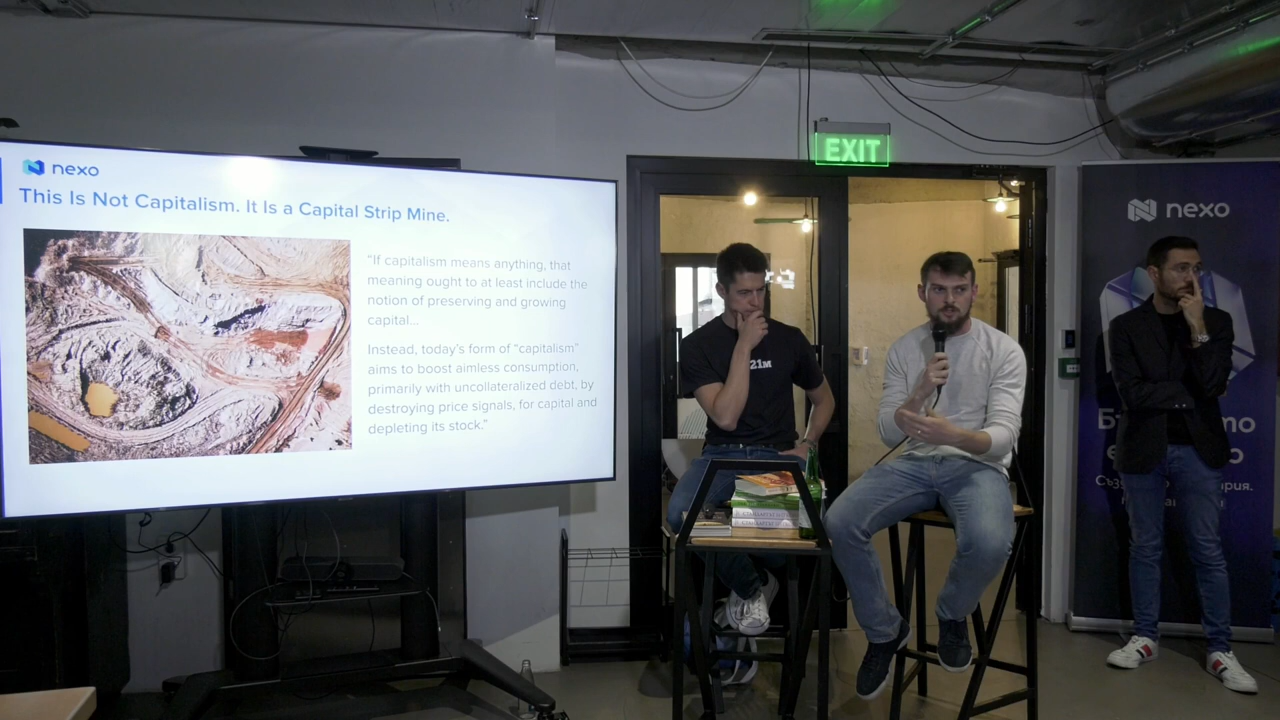 nexo
This Is Not Capitalism. It Is a Capital Strip Mine.
“If capitalism means anything, that
meaning ought to at least include the
notion of preserving and growing
capital...
Instead, today's form of “capitalism”
aims to boost aimless consumption,
primarily with uncollateralized debt, by
destroying price signals, for capital and
depleting its stock.”
EXIT
21M
nexo